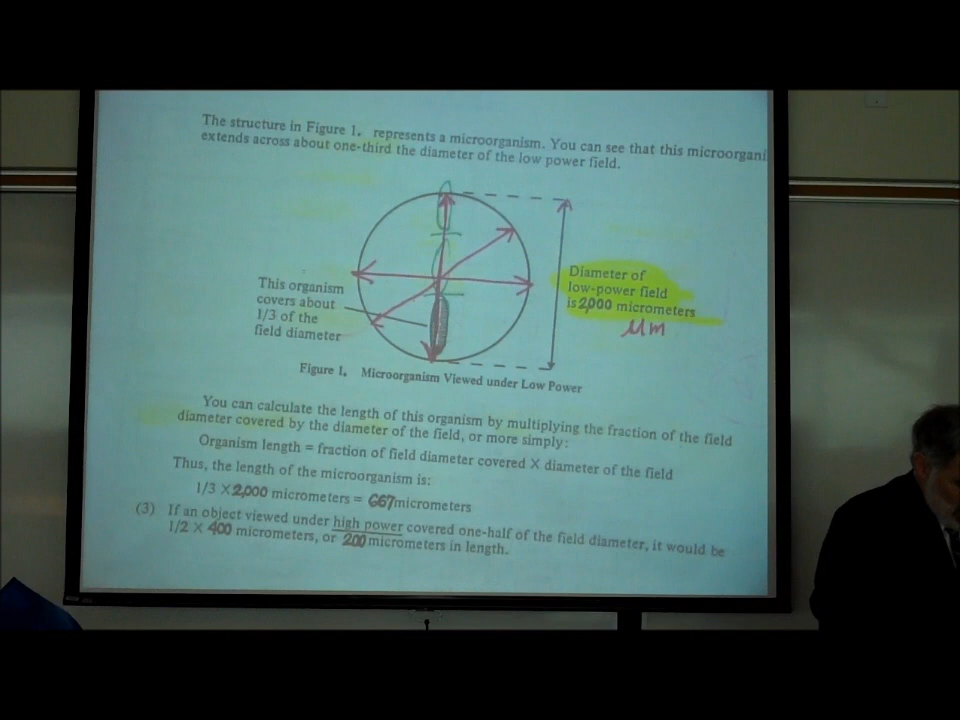 The structure in Figure 1. represents a microorganism. You can see that this microorgani
extends across about one-third the diameter of the low power field.
This organism
covers about
1/3 of the
field diameter
Diameter of
low-power field
is 2,000 micrometers
μm
Figure 1. Microorganism Viewed under Low Power
You can calculate the length of this organism by multiplying the fraction of the field
diameter covered by the diameter of the field, or more simply:
Organism length = fraction of field diameter covered X diameter of the field
Thus, the length of the microorganism is:
1/3 X 2,000 micrometers = 667 micrometers
(3) If an object viewed under high power covered one-half of the field diameter, it would be
1/2 X 400 micrometers, or 200 micrometers in length.